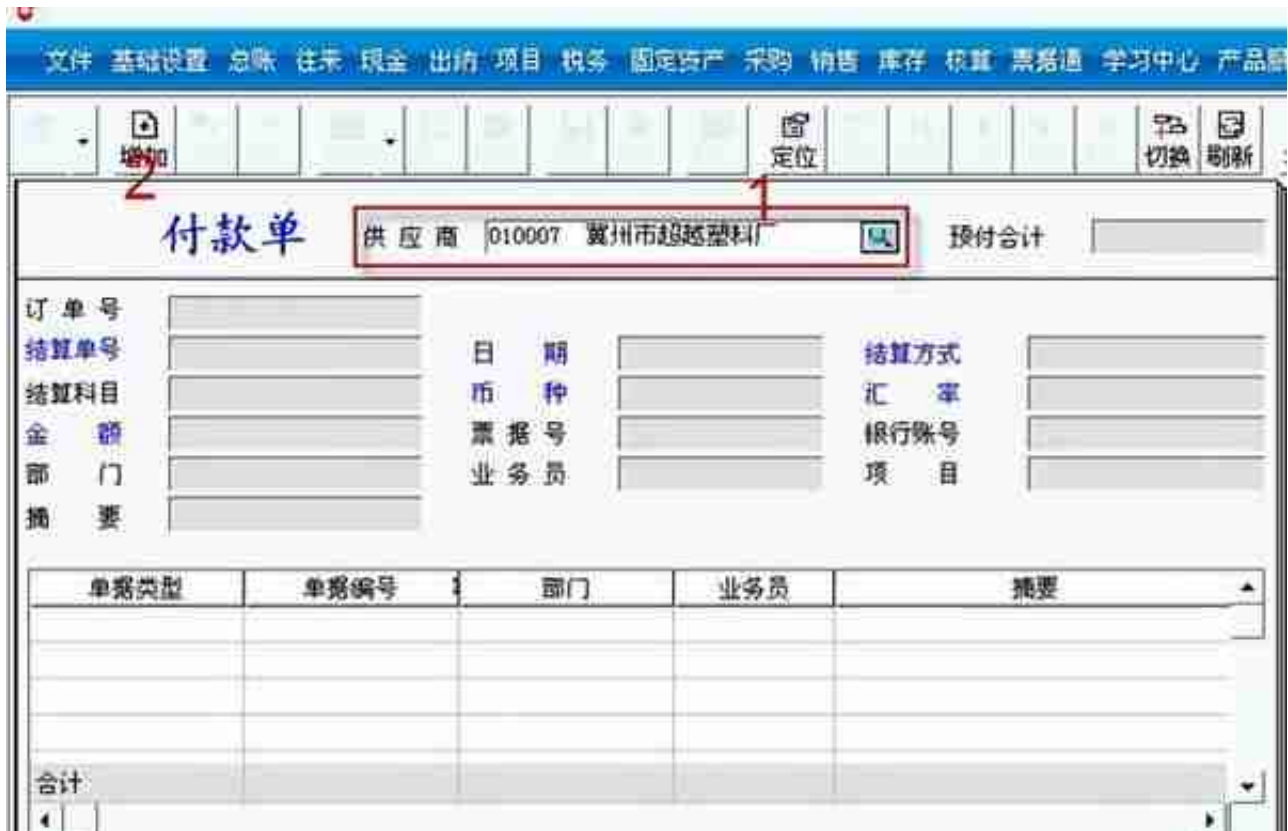 文件 基础设置 总账 往来 现金 出纳 项目 税务 固定资产 采购 销售 库存 核算 票据通 学习中心 产品
增加 定位 切换 刷新
2 1
付款单 供应商 010007 冀州市超越塑料厂 预付合计
订单号
结算单号 日期 结算方式
结算科目 币种 汇率
金额 票据号 银行账号
部门 业务员 项目
摘要
单据类型 单据编号 部门 业务员 摘要
合计